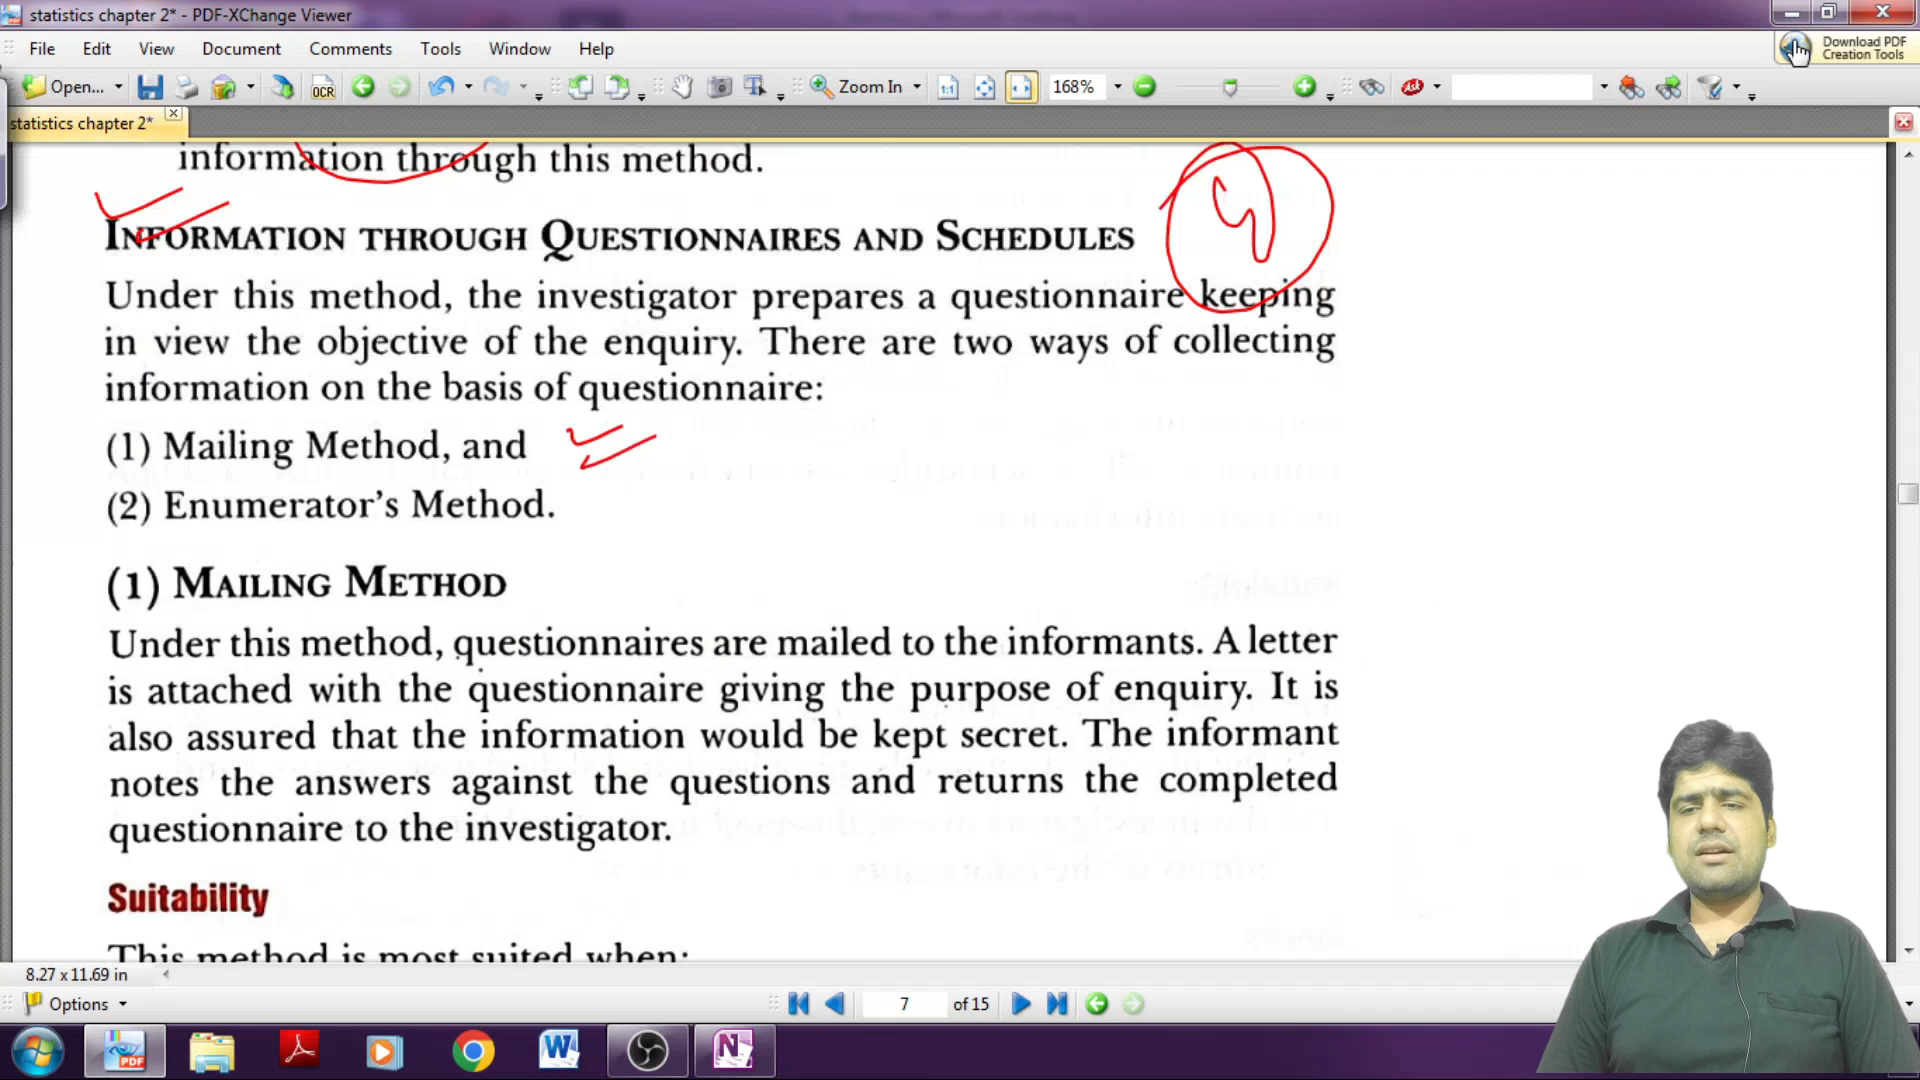 statistics chapter 2* - PDF-XChange Viewer
File Edit View Document Comments Tools Window Help
Download PDF
Creation Tools
Open... OCR Zoom In 168%
statistics chapter 2*
information through this method.
INFORMATION THROUGH QUESTIONNAIRES AND SCHEDULES
Under this method, the investigator prepares a questionnaire keeping
in view the objective of the enquiry. There are two ways of collecting
information on the basis of questionnaire:
(1) Mailing Method, and
(2) Enumerator's Method.
(1) MAILING METHOD
Under this method, questionnaires are mailed to the informants. A letter
is attached with the questionnaire giving the purpose of enquiry. It is
also assured that the information would be kept secret. The informant
notes the answers against the questions and returns the completed
questionnaire to the investigator.
Suitability
This method is most suited when:
8.27 x 11.69 in
Options 7 of 15